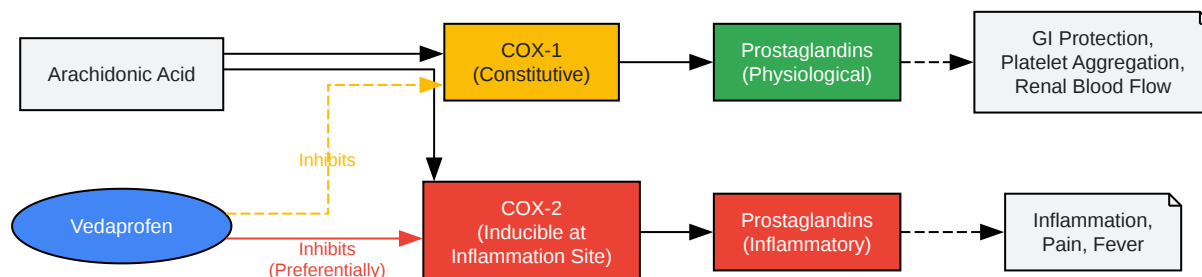 Arachidonic Acid
COX-1
(Constitutive)
Prostaglandins
(Physiological)
GI Protection,
Platelet Aggregation,
Renal Blood Flow
Inhibits
Vedaprofen
Inhibits
(Preferentially)
COX-2
(Inducible at
Inflammation Site)
Prostaglandins
(Inflammatory)
Inflammation,
Pain, Fever